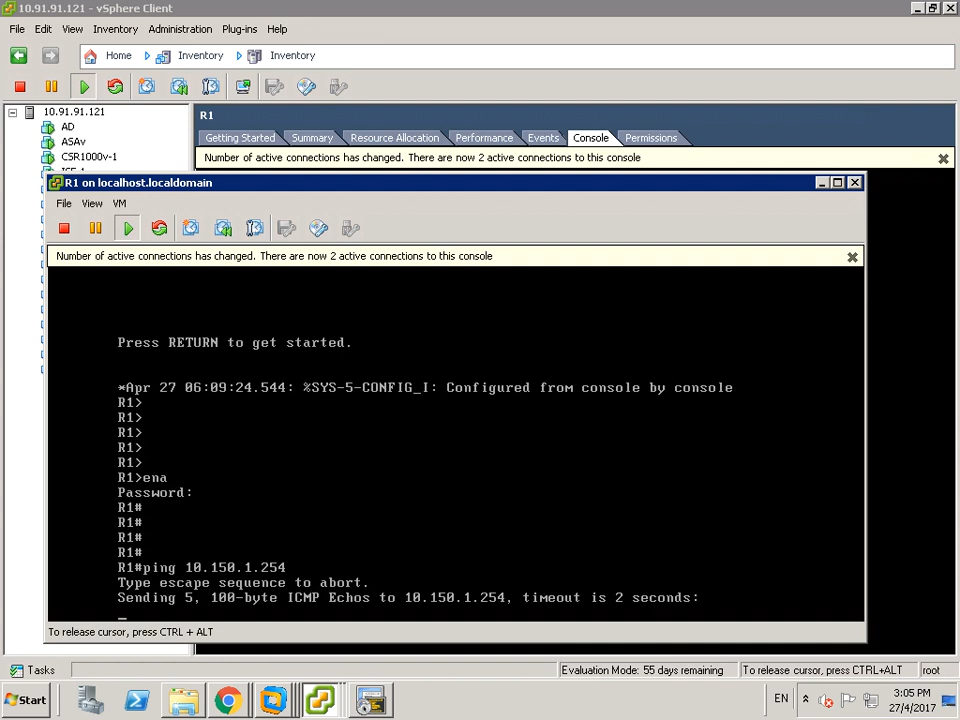 10.91.91.121 - vSphere Client
File Edit View Inventory Administration Plug-ins Help
Home Inventory Inventory
10.91.91.121
AD
ASAv
CSR1000v-1
R1
Getting Started Summary Resource Allocation Performance Events Console Permissions
Number of active connections has changed. There are now 2 active connections to this console
R1 on localhost.localdomain
File View VM
Number of active connections has changed. There are now 2 active connections to this console
Press RETURN to get started.
*Apr 27 06:09:24.544: %SYS-5-CONFIG_I: Configured from console by console
R1>
R1>
R1>
R1>
R1>
R1>ena
Password:
R1#
R1#
R1#
R1#
R1#ping 10.150.1.254
Type escape sequence to abort.
Sending 5, 100-byte ICMP Echos to 10.150.1.254, timeout is 2 seconds:
To release cursor, press CTRL + ALT
Tasks Evaluation Mode: 55 days remaining To release cursor, press CTRL+ALT root
Start EN 3:05 PM
27/4/2017